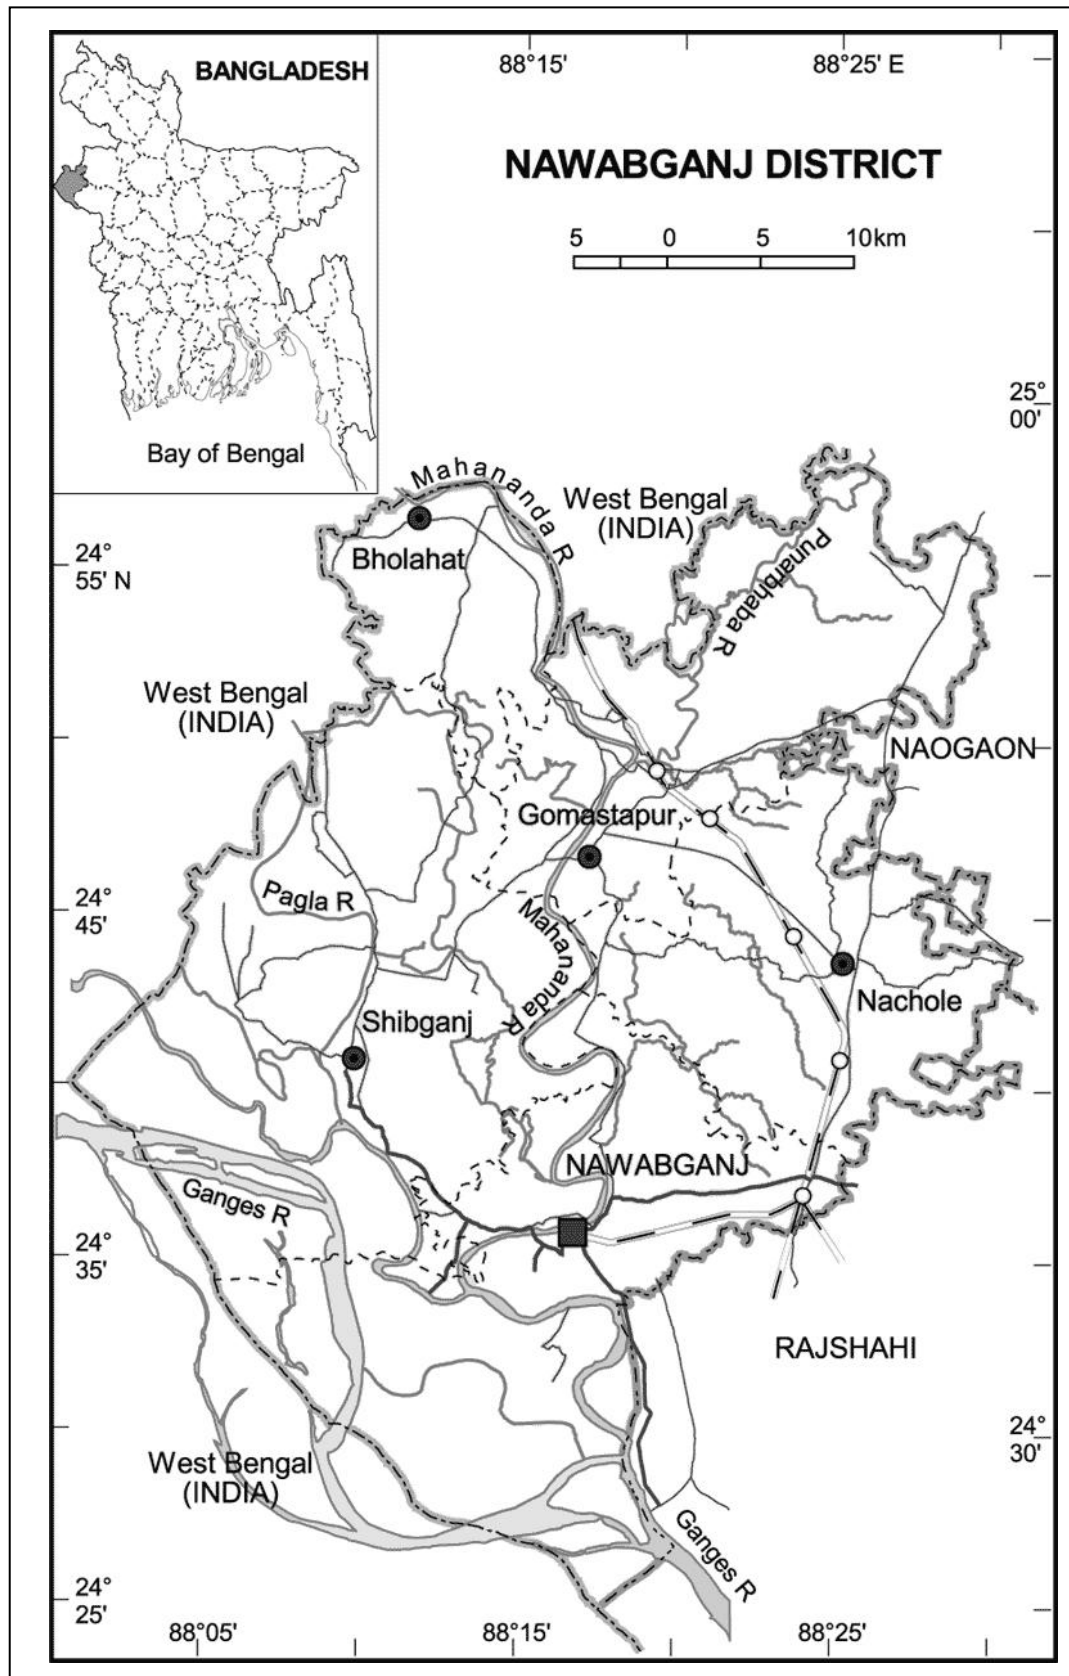 88°15'
88°25' E
BANGLADESH
NAWABGANJ DISTRICT
5 0 5 10km
25°
00'
Bay of Bengal
Mahananda R
West Bengal
(INDIA)
Punarbhaba R
24°
55' N
Bholahat
West Bengal
(INDIA)
NAOGAON
Gomastapur
Pagla R
24°
45'
Mahananda R
Nachole
Shibganj
NAWABGANJ
Ganges R
24°
35'
RAJSHAHI
24°
30'
West Bengal
(INDIA)
Ganges R
24°
25'
88°05'
88°15'
88°25'